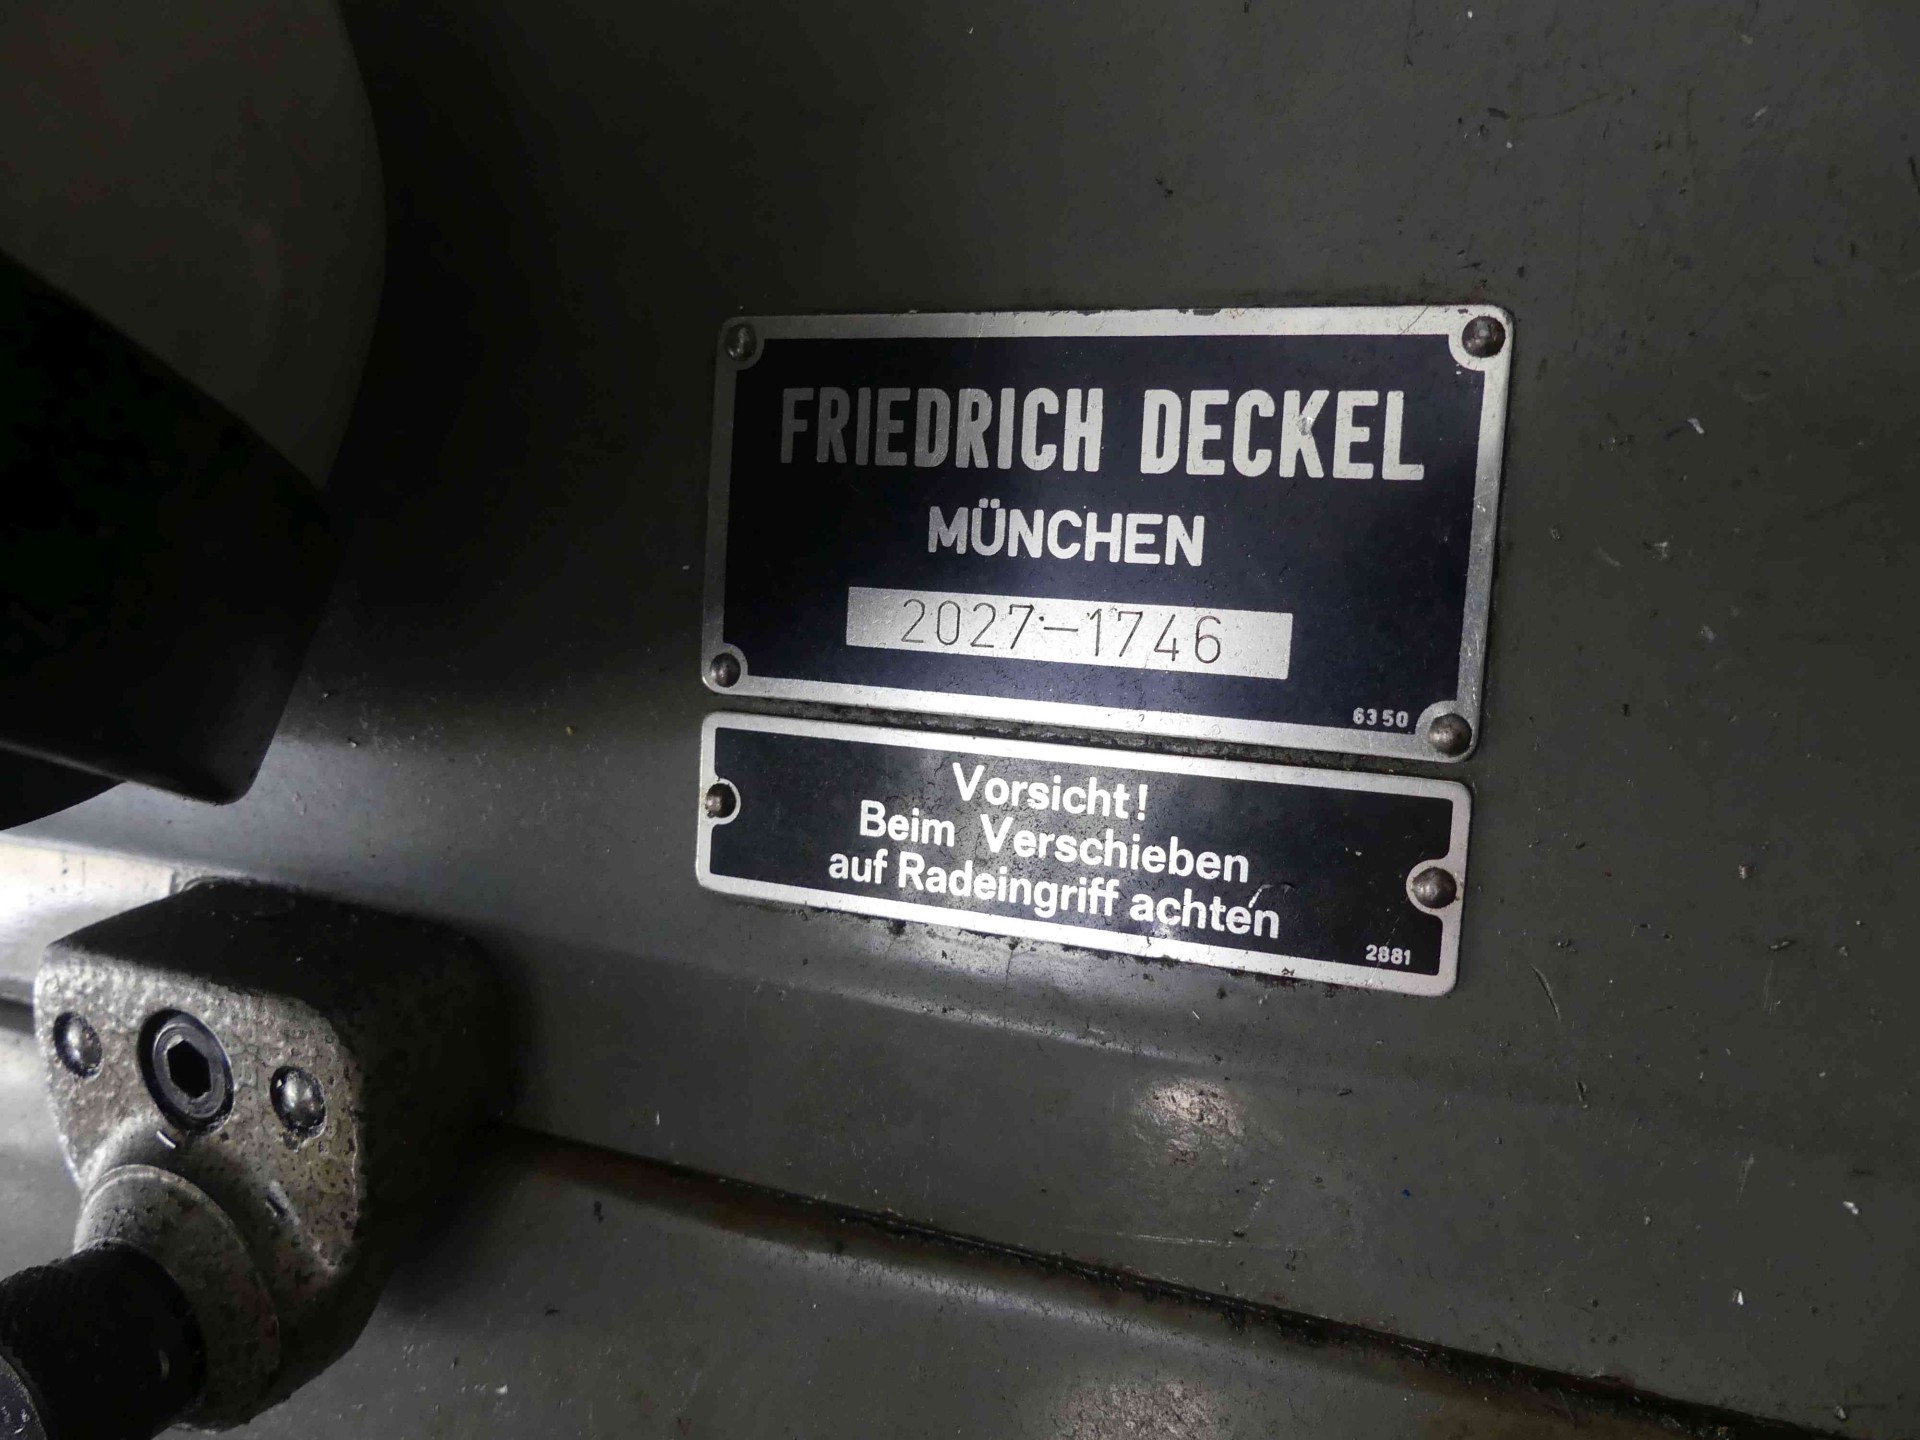 FRIEDRICH DECKEL
MÜNCHEN
2027-1746
6350
Vorsicht!
Beim Verschieben
auf Radeingriff achten
2881